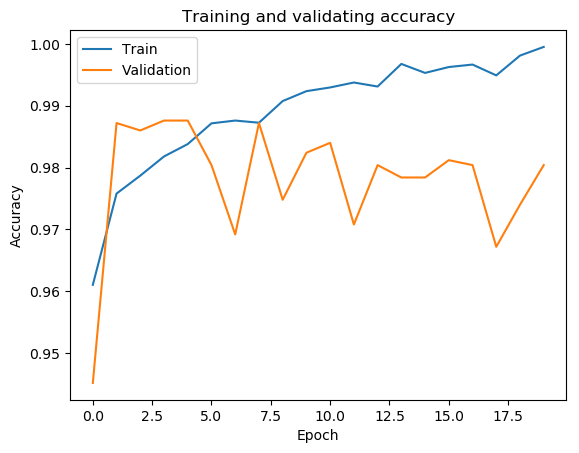 Training and validating accuracy
Train
Validation
1.00
0.99
0.98
0.97
0.96
0.95
Accuracy
0.0 2.5 5.0 7.5 10.0 12.5 15.0 17.5
Epoch